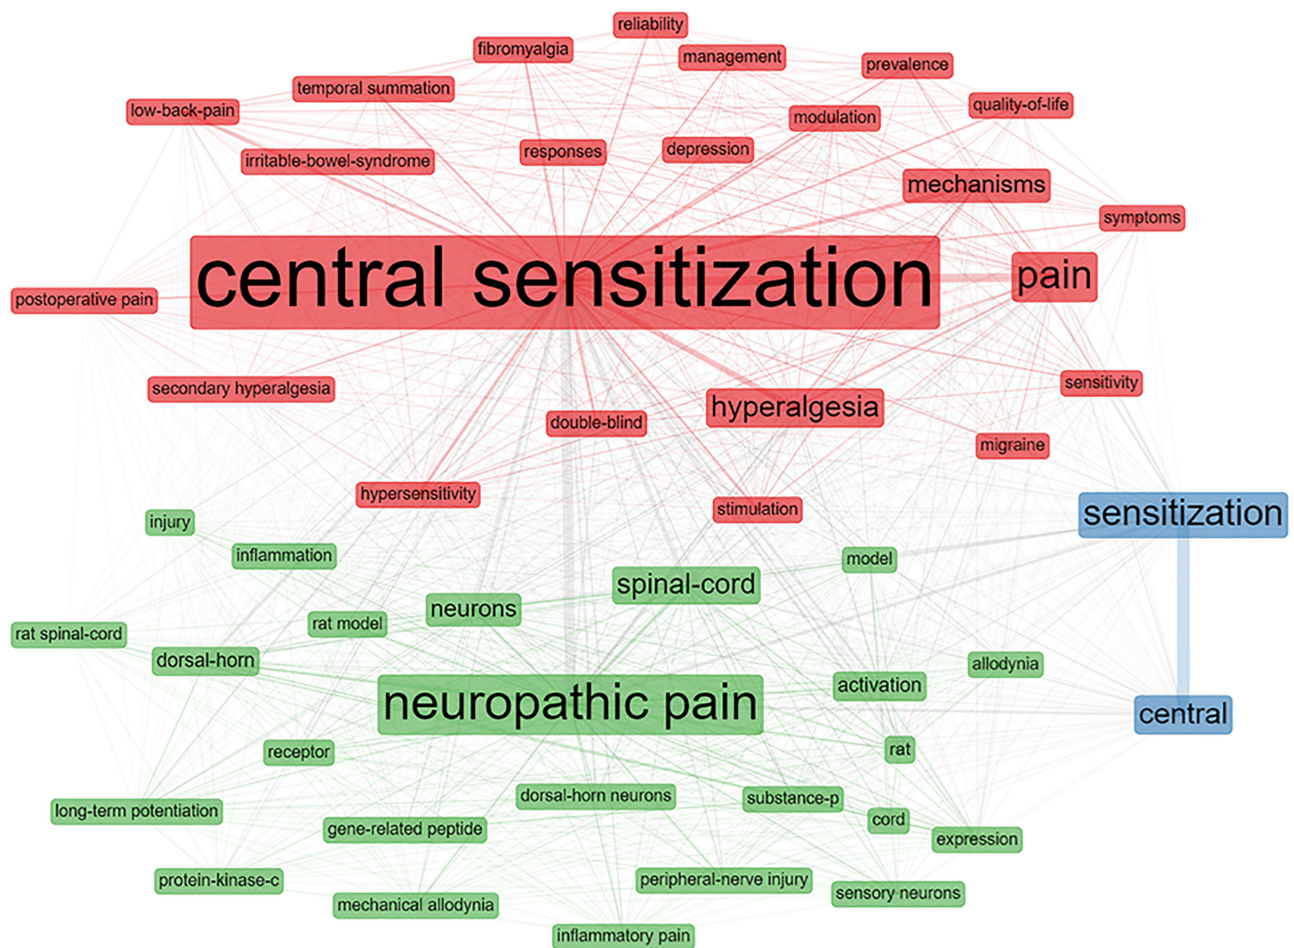 reliability
fibromyalgia
management
prevalence
temporal summation
quality-of-life
low-back-pain
modulation
responses
depression
irritable-bowel-syndrome
mechanisms
symptoms
central sensitization
pain
postoperative pain
secondary hyperalgesia
sensitivity
hyperalgesia
double-blind
migraine
hypersensitivity
stimulation
sensitization
injury
inflammation
model
spinal-cord
neurons
rat model
rat spinal-cord
dorsal-horn
allodynia
activation
neuropathic pain
central
receptor
rat
dorsal-horn neurons
substance-p
long-term potentiation
cord
gene-related peptide
expression
protein-kinase-c
peripheral-nerve injury
sensory neurons
mechanical allodynia
inflammatory pain